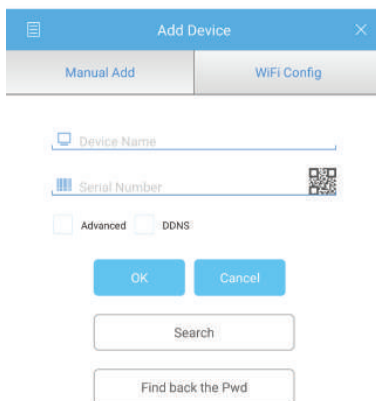 Add Device
Manual Add WiFi Config
Device Name
Serial Number
Advanced DDNS
OK Cancel
Search
Find back the Pwd